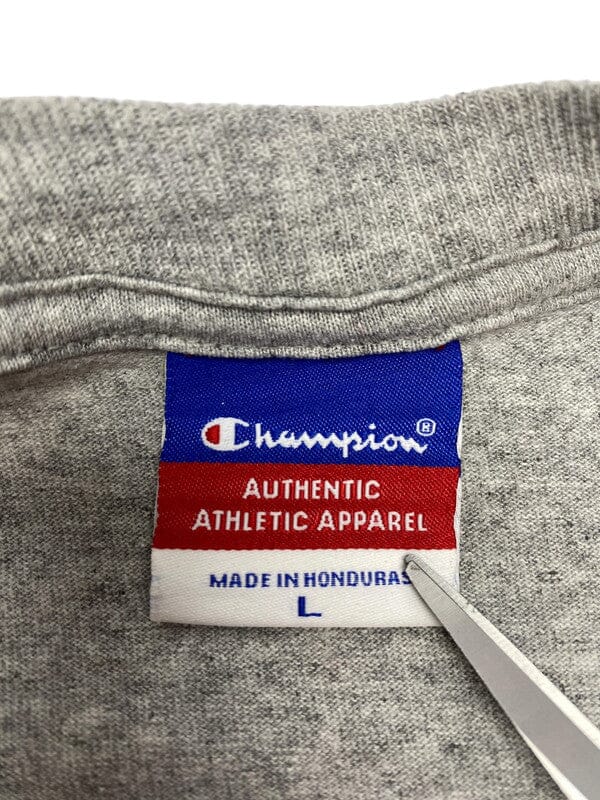 Champion®
AUTHENTIC
ATHLETIC APPAREL
MADE IN HONDURAS
L